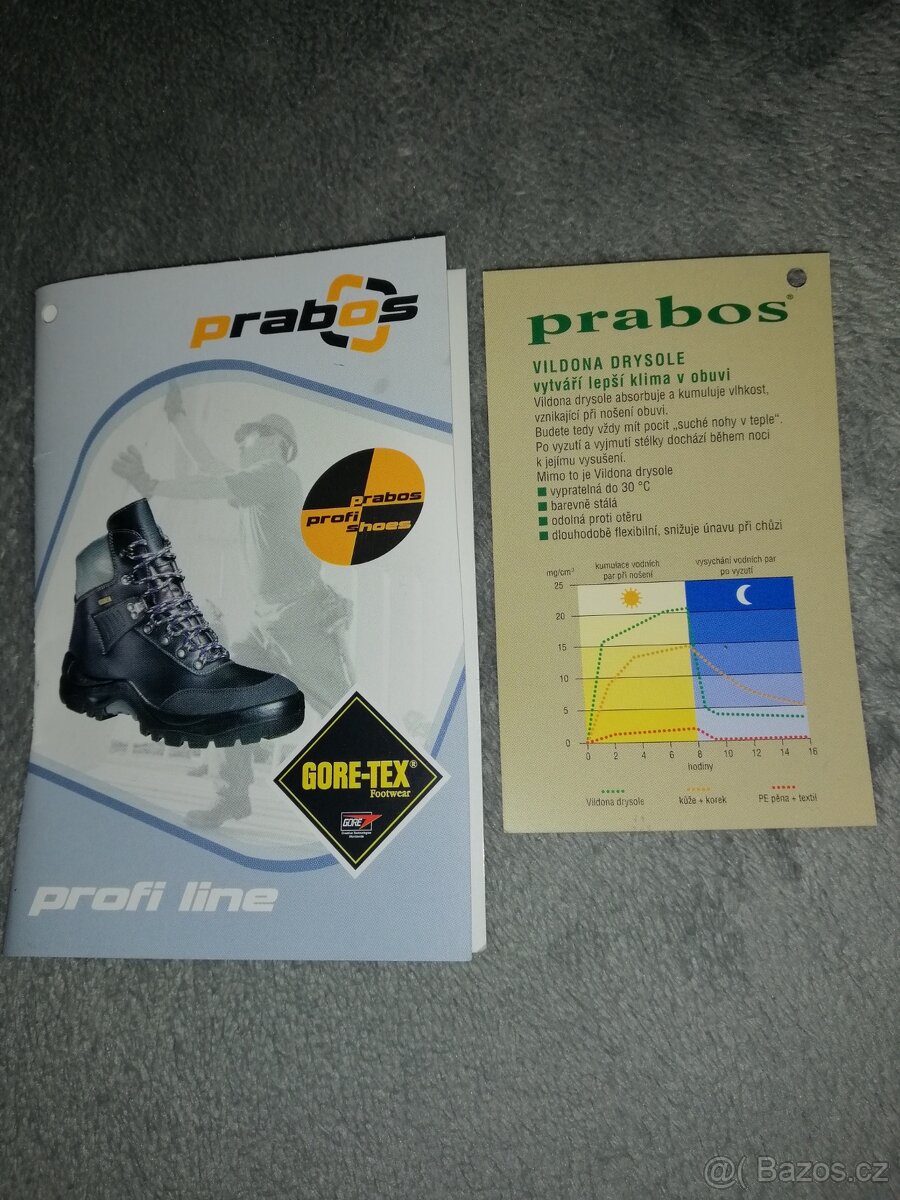 prabos
prabos
profi
shoes
GORE-TEX®
Footwear
GORE
Creative Technologies
Worldwide
profi line
prabos®
VILDONA DRYSOLE
vytváří lepší klima v obuvi
Vildona drysole absorbuje a kumuluje vlhkost,
vznikající při nošení obuvi.
Budete tedy vždy mít pocit „suché nohy v teple“.
Po vyzutí a vyjmutí stélky dochází během noci
k jejímu vysušení.
Mimo to je Vildona drysole
vypratelná do 30 °C
barevně stálá
odolná proti otěru
dlouhodobě flexibilní, snižuje únavu při chůzi
mg/cm²
kumulace vodních
par při nošení
vysychání vodních par
po vyzutí
25
20
15
10
5
0
0 2 4 6 8 10 12 14 16
hodiny
Vildona drysole
kůže + korek
PE pěna + textil
@( Bazos.cz